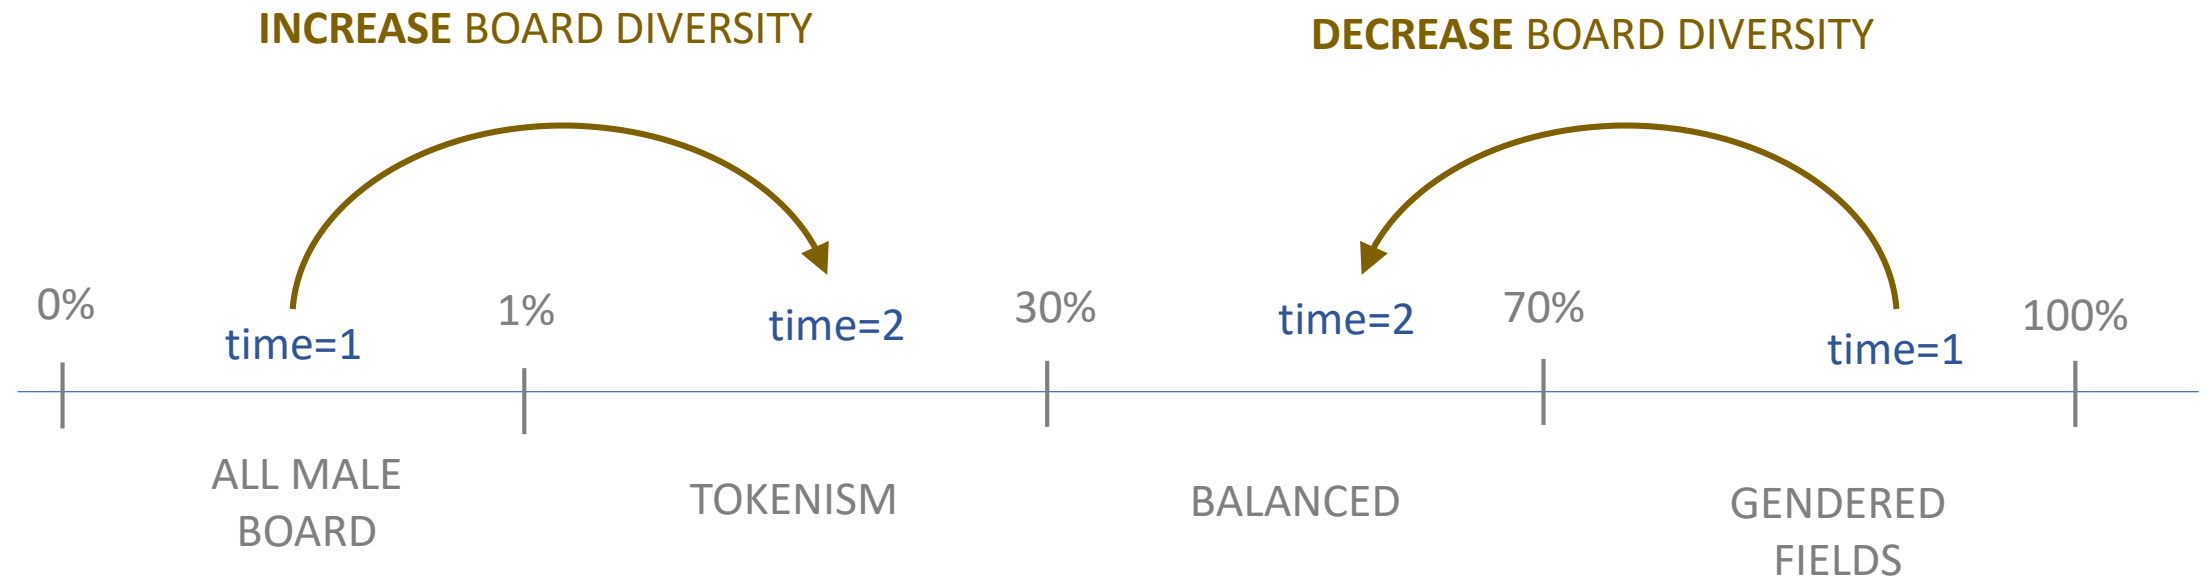 INCREASE BOARD DIVERSITY
DECREASE BOARD DIVERSITY
0%
time=1
1%
time=2
30%
time=2
70%
time=1
100%
ALL MALE
BOARD
TOKENISM
BALANCED
GENDERED
FIELDS